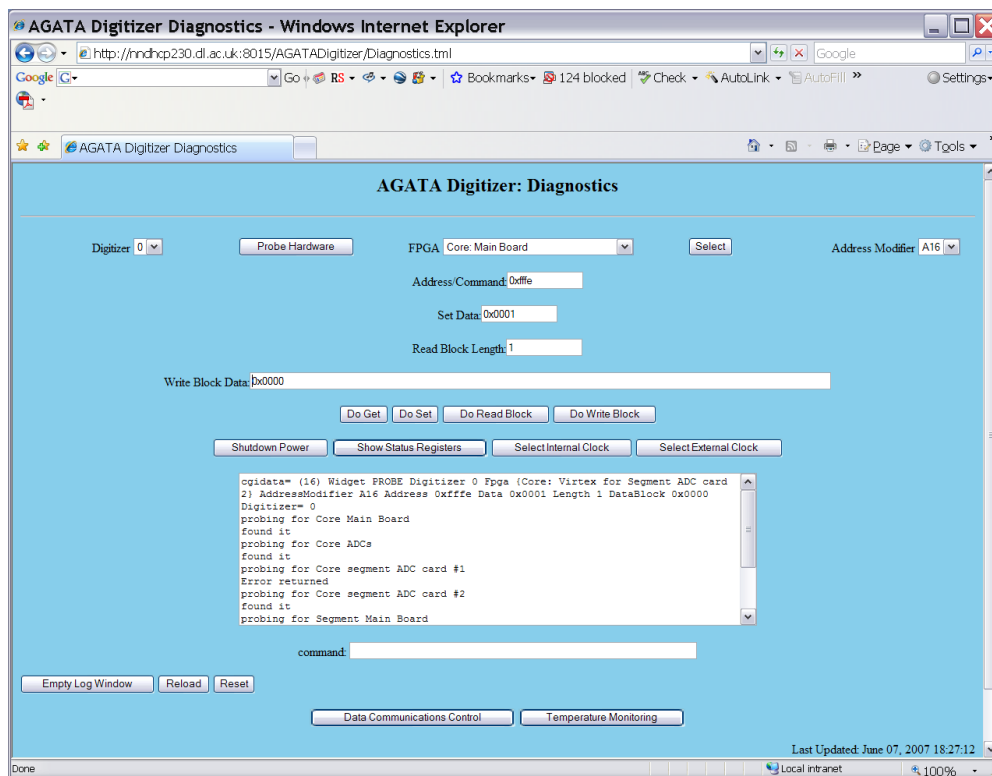 AGATA Digitizer Diagnostics - Windows Internet Explorer
http://nndhcp230.dl.ac.uk:8015/AGATADigitizer/Diagnostics.tml
Google
Google G Go RS Bookmarks 124 blocked Check AutoLink AutoFill » Settings
AGATA Digitizer Diagnostics Page Tools
AGATA Digitizer: Diagnostics
Digitizer 0 Probe Hardware FPGA Core: Main Board Select Address Modifier A16
Address/Command: 0xfffe
Set Data: 0x0001
Read Block Length: 1
Write Block Data: 0x0000
Do Get Do Set Do Read Block Do Write Block
Shutdown Power Show Status Registers Select Internal Clock Select External Clock
cgidata= (16) Widget PROBE Digitizer 0 Fpga {Core: Virtex for Segment ADC card
2} AddressModifier A16 Address 0xfffe Data 0x0001 Length 1 DataBlock 0x0000
Digitizer= 0
probing for Core Main Board
found it
probing for Core ADCs
found it
probing for Core segment ADC card #1
Error returned
probing for Core segment ADC card #2
found it
probing for Segment Main Board
command:
Empty Log Window Reload Reset
Data Communications Control Temperature Monitoring
Last Updated: June 07, 2007 18:27:12
Done Local intranet 100%